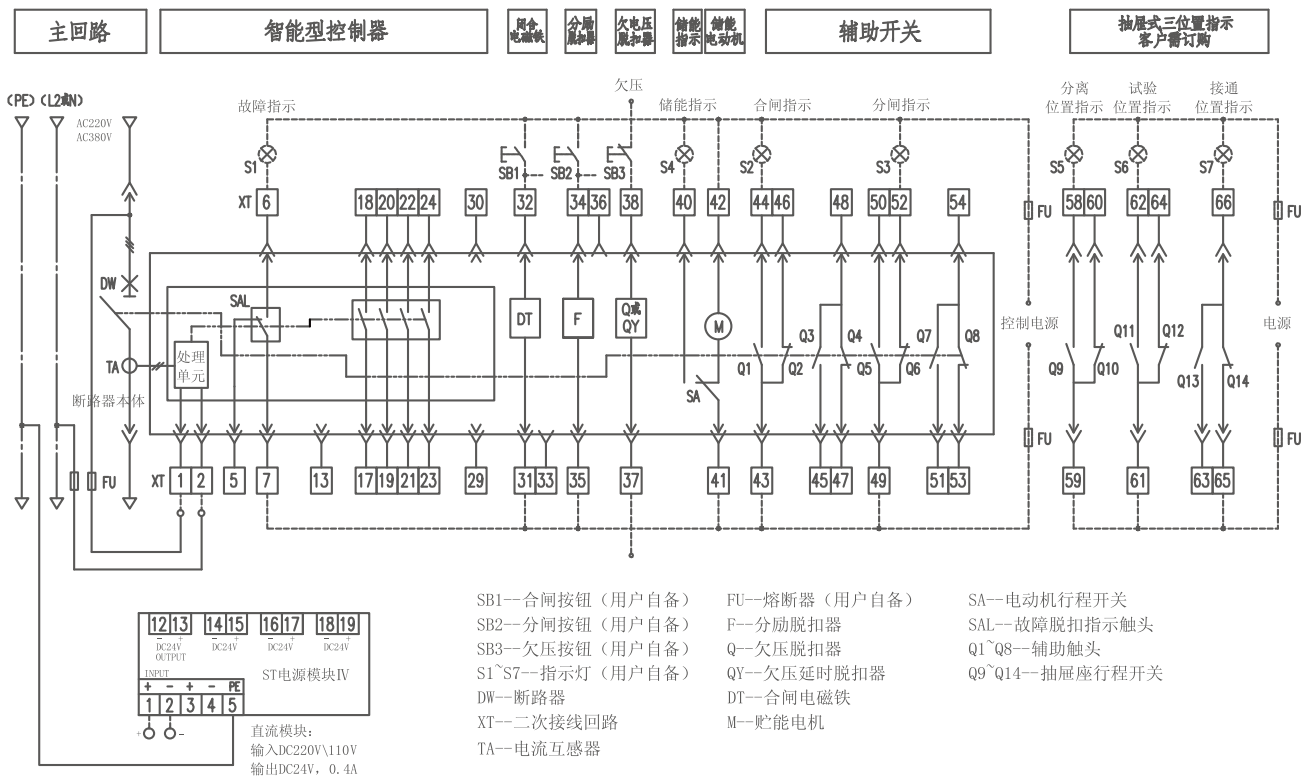 主回路
智能型控制器
闭合
电磁铁
分励
脱扣器
欠电压
脱扣器
储能
指示
储能
电动机
辅助开关
抽屉式三位置指示
客户需订购
(PE) (L2或N)
AC220V
AC380V
故障指示
欠压
储能指示
合闸指示
分闸指示
分离
位置指示
试验
位置指示
接通
位置指示
S1
SB1
SB2
SB3
S4
S2
S3
S5
S6
S7
XT 6 18 20 22 24 30 32 34 36 38 40 42 44 46 48 50 52 54 58 60 62 64 66
FU
FU
DW
SAL
DT
F
Q或
QY
M
Q3
Q4
Q7
Q8
控制电源
Q11
Q12
电源
TA
处理
单元
Q1
Q2
Q5
Q6
Q9
Q10
Q13
Q14
SA
断路器本体
FU
FU
FU
XT 1 2 5 7 13 17 19 21 23 29 31 33 35 37 41 43 45 47 49 51 53 59 61 63 65
12 13 14 15 16 17 18 19
- + - + - + - +
DC24V DC24V DC24V DC24V
OUTPUT
ST电源模块Ⅳ
INPUT
+ - + - PE
1 2 3 4 5
+ -
直流模块:
输入DC220V\110V
输出DC24V, 0.4A
SB1--合闸按钮（用户自备）
SB2--分闸按钮（用户自备）
SB3--欠压按钮（用户自备）
S1~S7--指示灯（用户自备）
DW--断路器
XT--二次接线回路
TA--电流互感器
FU--熔断器（用户自备）
F--分励脱扣器
Q--欠压脱扣器
QY--欠压延时脱扣器
DT--合闸电磁铁
M--贮能电机
SA--电动机行程开关
SAL--故障脱扣指示触头
Q1~Q8--辅助触头
Q9~Q14--抽屉座行程开关